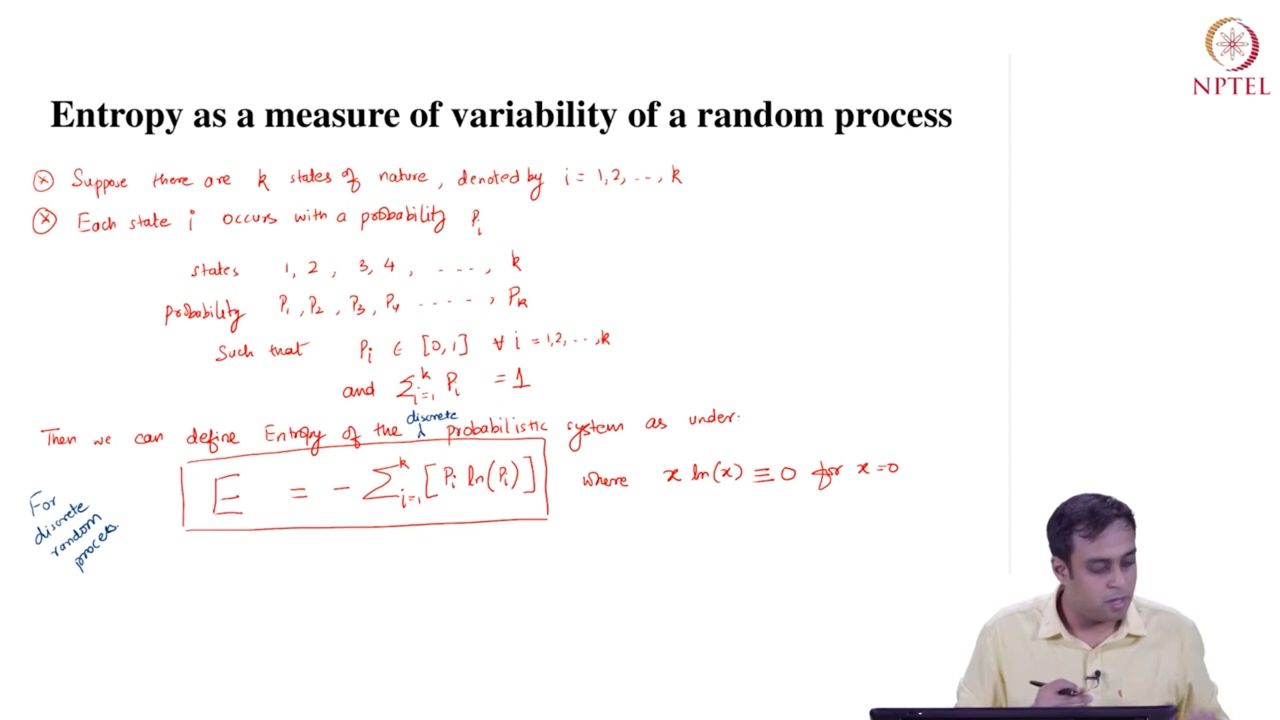 NPTEL
Entropy as a measure of variability of a random process
Suppose there are k states of nature, denoted by i = 1,2, ..., k
Each state i occurs with a probability Pi
states 1, 2, 3, 4, ...., k
probability P1, P2, P3, P4 ....., Pk
Such that Pi ∈ [0,1] ∀ i = 1,2,...,k
and ∑_{i=1}^{k} Pi = 1
discrete
Then we can define Entropy of the probabilistic system as under:
E = - ∑_{i=1}^{k} [Pi ln(Pi)] where x ln(x) ≡ 0 for x=0
For
discrete
random
process.